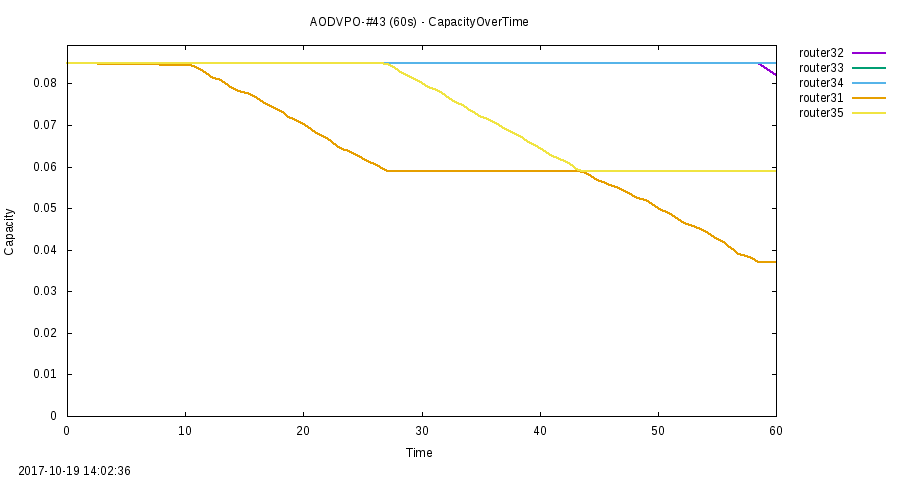 AODVPO-#43 (60s) - CapacityOverTime
router32
router33
router34
router31
router35
0.08
0.07
0.06
0.05
0.04
0.03
0.02
0.01
0
Capacity
0 10 20 30 40 50 60
Time
2017-10-19 14:02:36